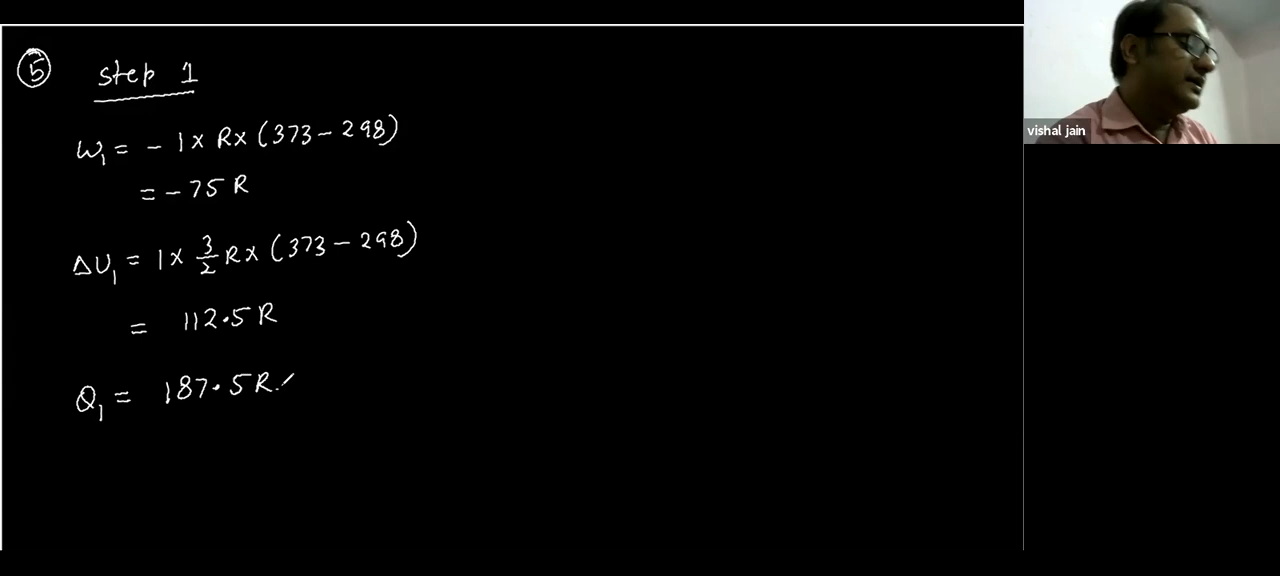 ⑤ Step 1
W₁ = - 1 x R x (373 - 298)
= - 75 R
ΔU₁ = 1 x 3/2 R x (373 - 298)
= 112.5 R
Q₁ = 187.5 R.
vishal jain